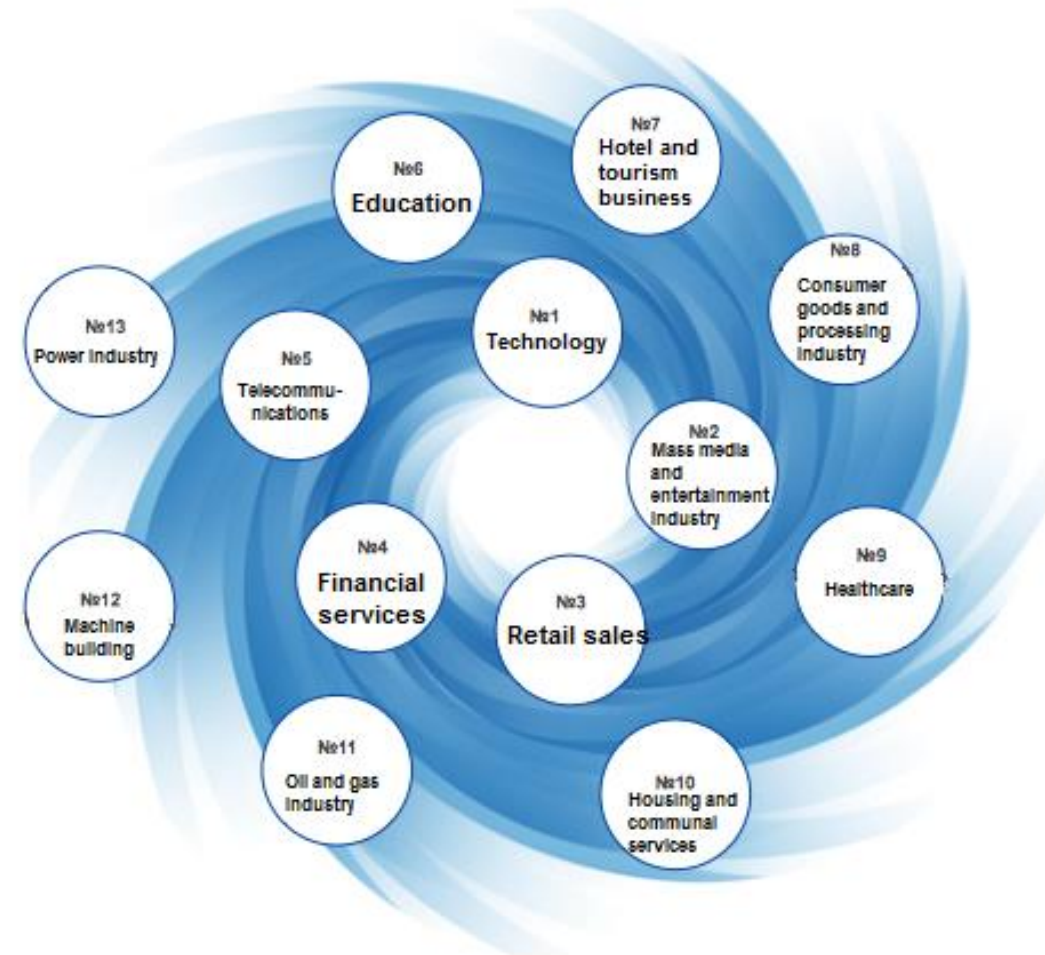 №7
Hotel and
tourism
business
№6
Education
№8
Consumer
goods and
processing
industry
№1
Technology
№13
Power industry
№5
Telecommu-
nications
№2
Mass media
and
entertainment
industry
№4
Financial
services
№9
Healthcare
№3
Retail sales
№12
Machine
building
№11
Oil and gas
industry
№10
Housing and
communal
services